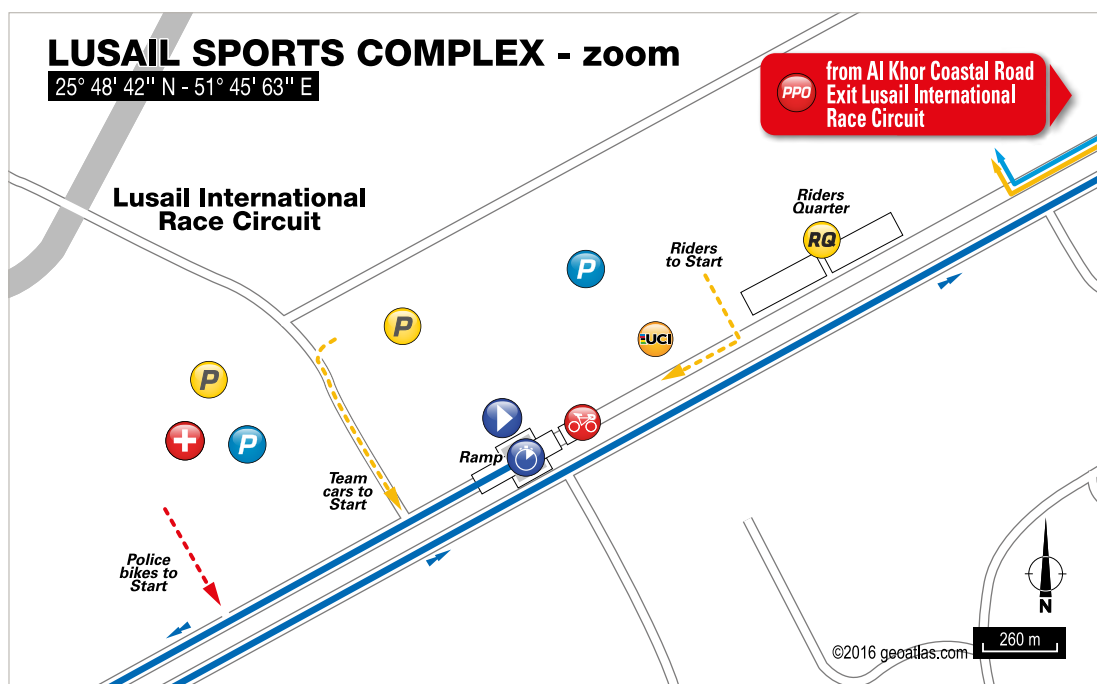 LUSAIL SPORTS COMPLEX - zoom
25° 48' 42'' N - 51° 45' 63'' E
PPO
from Al Khor Coastal Road
Exit Lusail International
Race Circuit
Lusail International
Race Circuit
Riders
Quarter
RQ
Riders
to Start
P
P
UCI
P
P
Ramp
Team
cars to
Start
Police
bikes to
Start
N
260 m
©2016 geoatlas.com